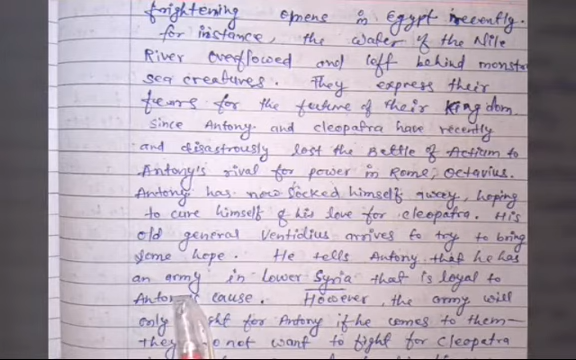 frightening omens in Egypt recently.
for instance, the water of the Nile
River overflowed and left behind monst
sea creatures. They express their
fears for the future of their kingdom.
since Antony and cleopatra have recently
and disastrously lost the Battle of Actium to
Antony's rival for power in Rome, Octavius.
Antony has now locked himself away, hoping
to cure himself of his love for cleopatra. His
old general Ventidius arrives to try to bring
some hope. He tells Antony that he has
an army in Lower Syria that is loyal to
cause. However, the army will
only for Antony if he comes to them—
they not want to fight for Cleopatra